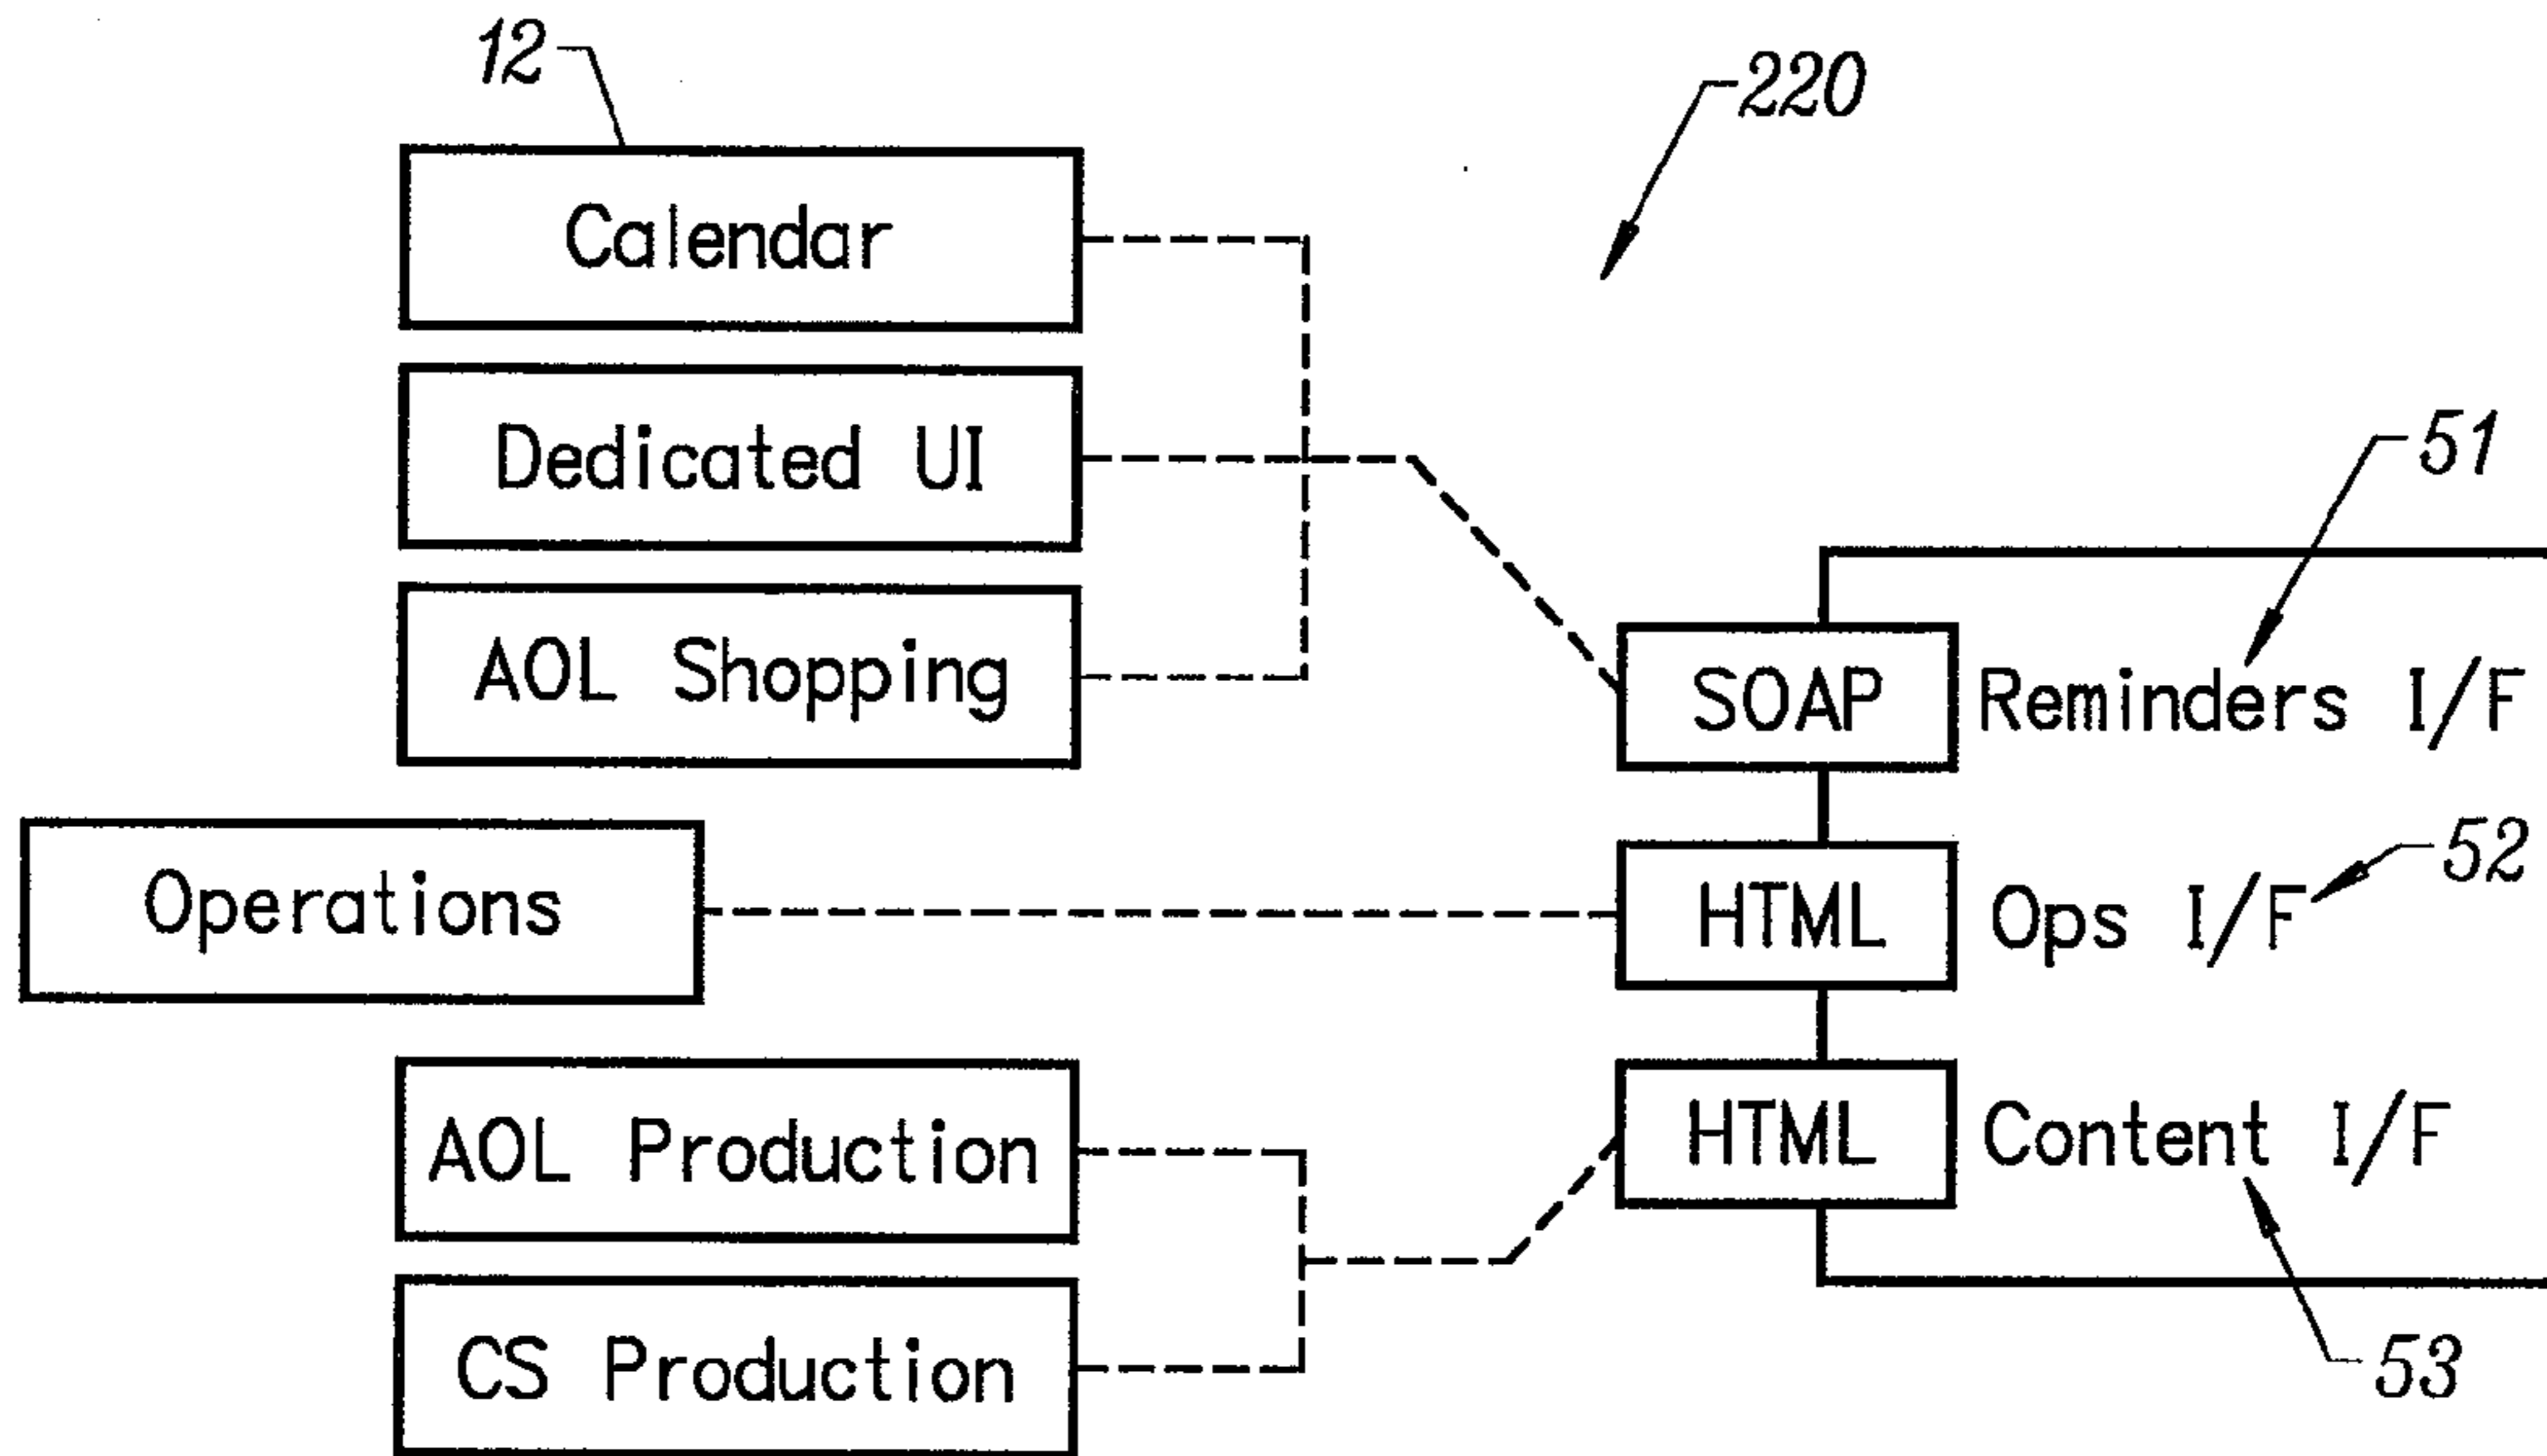 12
220
Calendar
Dedicated UI
51
AOL Shopping
SOAP Reminders I/F
Operations
HTML Ops I/F
52
AOL Production
HTML Content I/F
CS Production
53